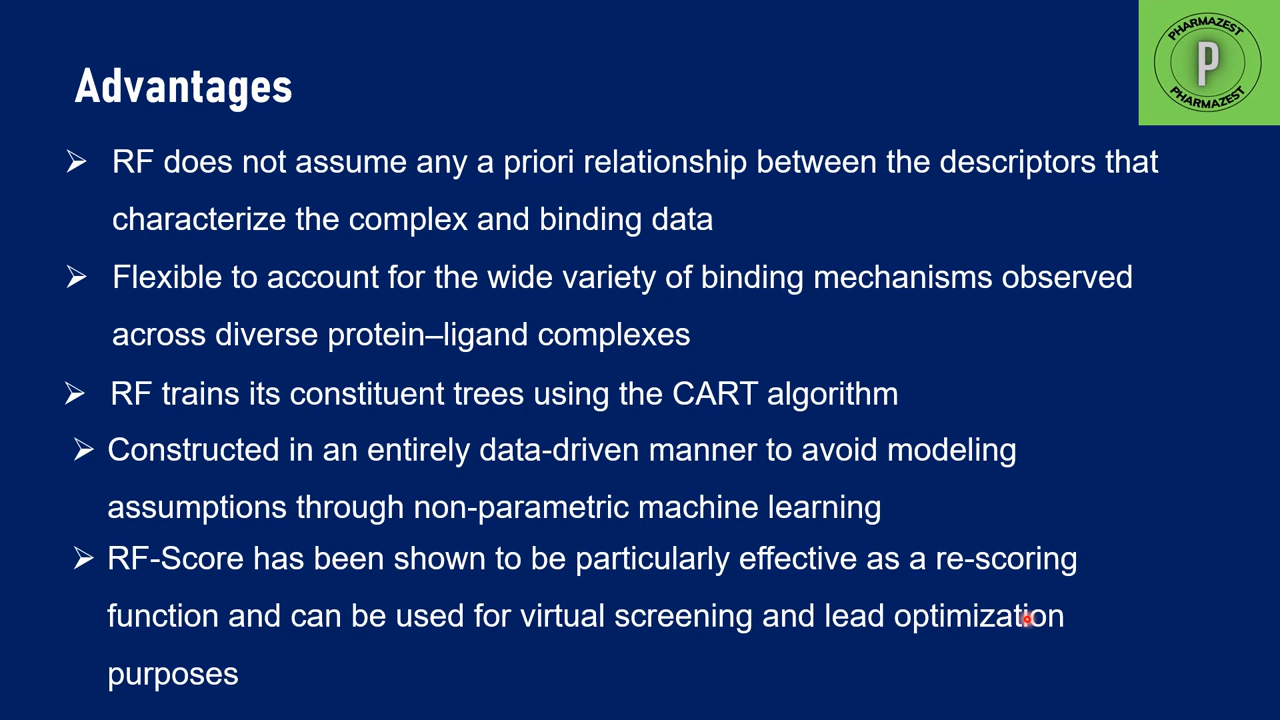 PHARMAZEST
P
PHARMAZEST
Advantages
➢ RF does not assume any a priori relationship between the descriptors that
characterize the complex and binding data
➢ Flexible to account for the wide variety of binding mechanisms observed
across diverse protein–ligand complexes
➢ RF trains its constituent trees using the CART algorithm
➢ Constructed in an entirely data-driven manner to avoid modeling
assumptions through non-parametric machine learning
➢ RF-Score has been shown to be particularly effective as a re-scoring
function and can be used for virtual screening and lead optimization
purposes